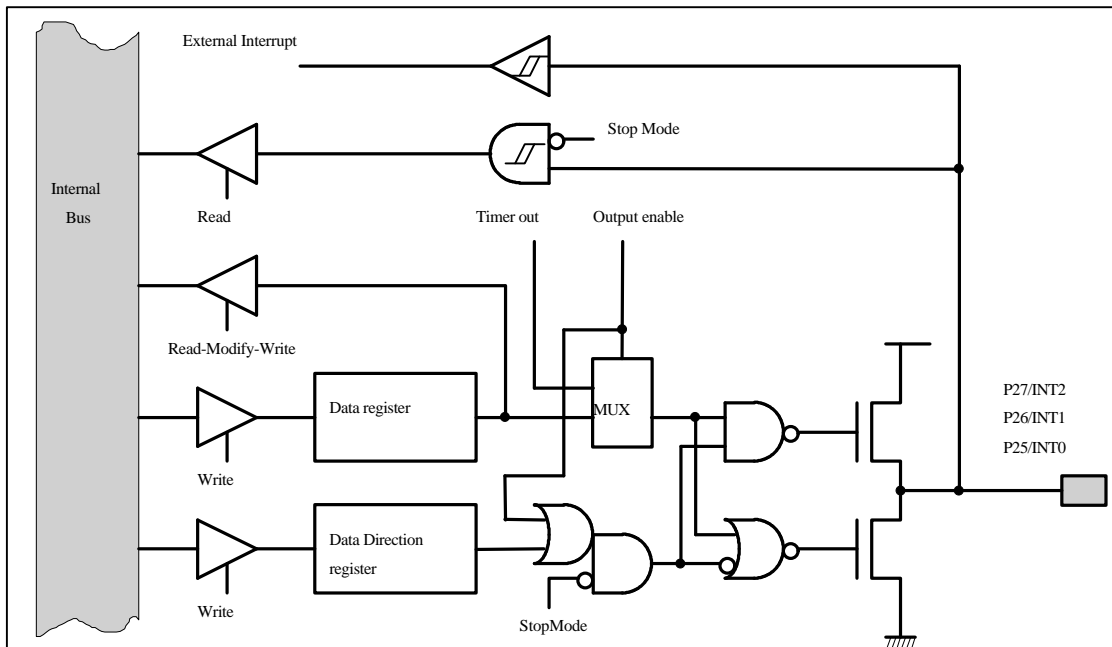 External Interrupt
Stop Mode
Internal
Bus
Read
Timer out
Output enable
Read-Modify-Write
Data register
MUX
P27/INT2
P26/INT1
P25/INT0
Write
Data Direction
register
Write
StopMode